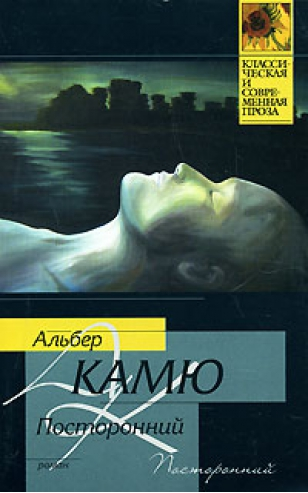 КЛАССИ-
ЧЕСКАЯ И
СОВРЕ-
МЕННАЯ
ПРОЗА
Альбер
КАМЮ
Посторонний
роман
Посторонний